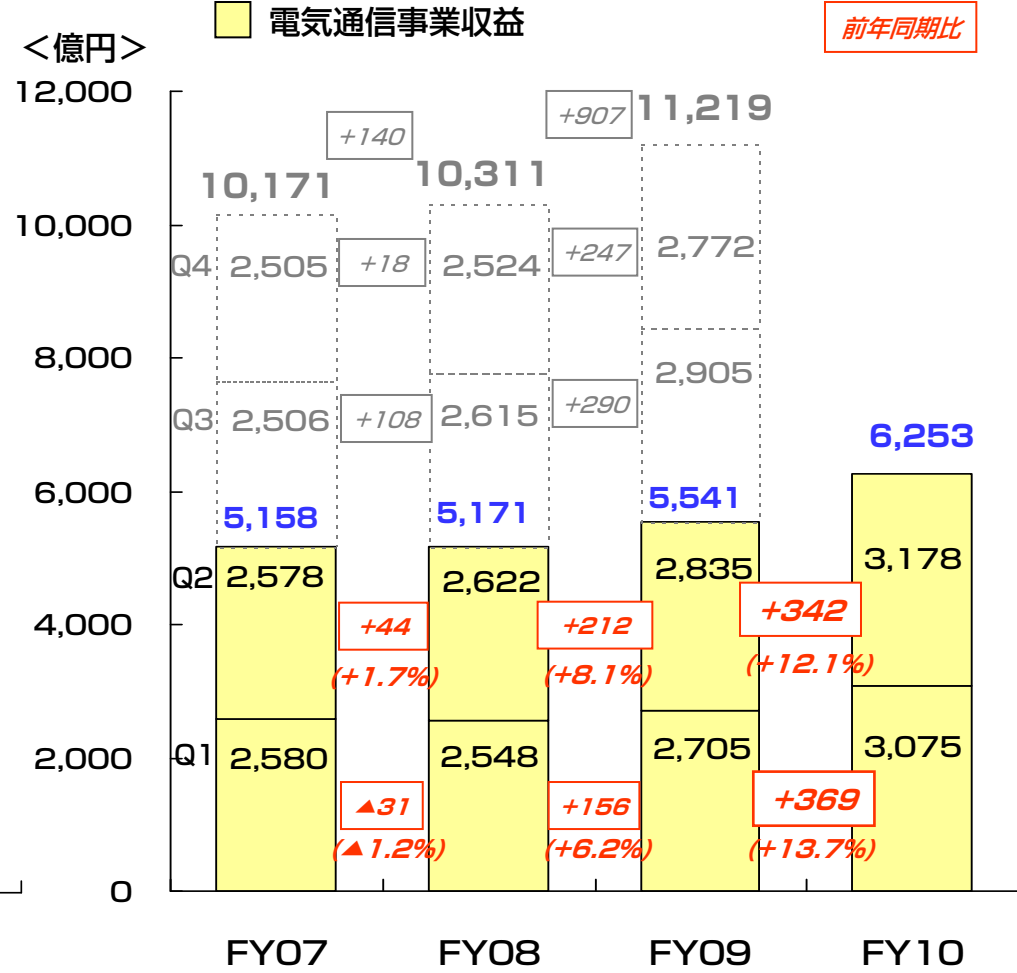 電気通信事業収益
前年同期比
＜億円＞
12,000
10,000
8,000
6,000
4,000
2,000
0
+140
+907
11,219
10,171
10,311
Q4 2,505 +18 2,524 +247 2,772
Q3 2,506 +108 2,615 +290 2,905
6,253
5,158 5,171 5,541
Q2 2,578 2,622 2,835 3,178
+44 +212 +342
(+1.7%) (+8.1%) (+12.1%)
Q1 2,580 2,548 2,705 3,075
▲31 +156 +369
(▲1.2%) (+6.2%) (+13.7%)
FY07 FY08 FY09 FY10